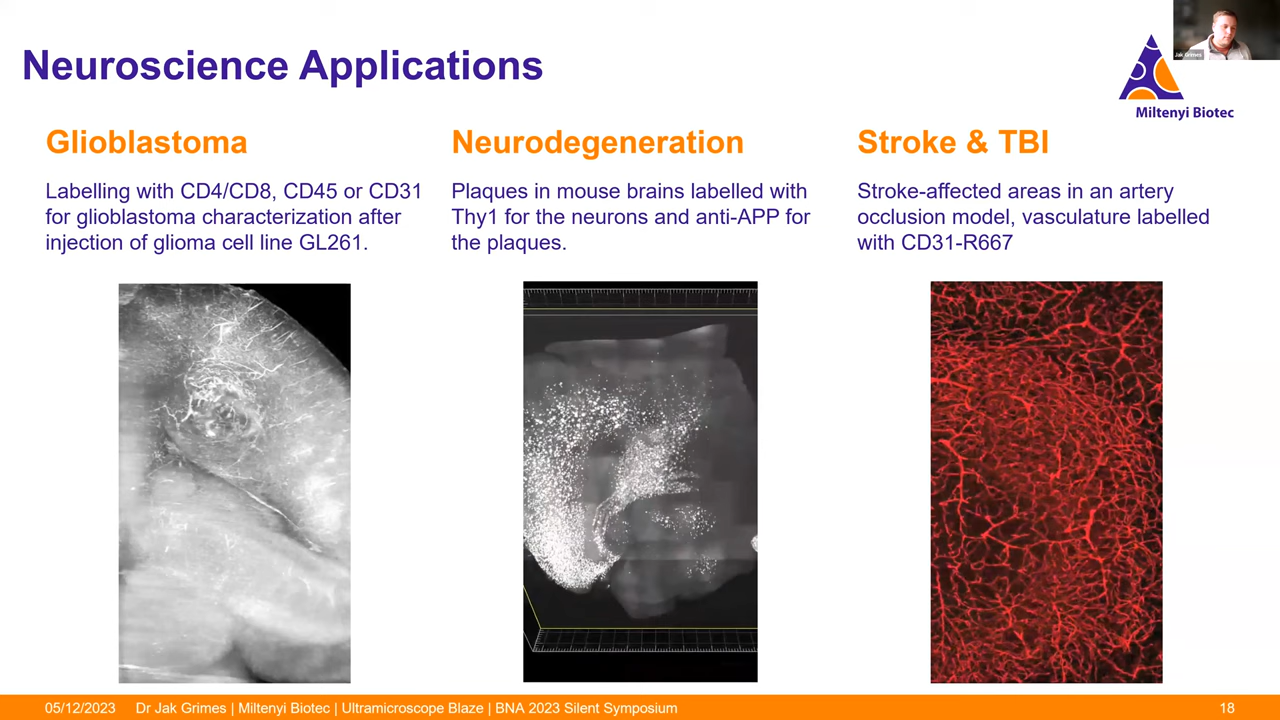 Neuroscience Applications
Jak Grimes
Miltenyi Biotec
Glioblastoma
Labelling with CD4/CD8, CD45 or CD31
for glioblastoma characterization after
injection of glioma cell line GL261.
Neurodegeneration
Plaques in mouse brains labelled with
Thy1 for the neurons and anti-APP for
the plaques.
Stroke & TBI
Stroke-affected areas in an artery
occlusion model, vasculature labelled
with CD31-R667
05/12/2023 Dr Jak Grimes | Miltenyi Biotec | Ultramicroscope Blaze | BNA 2023 Silent Symposium 18